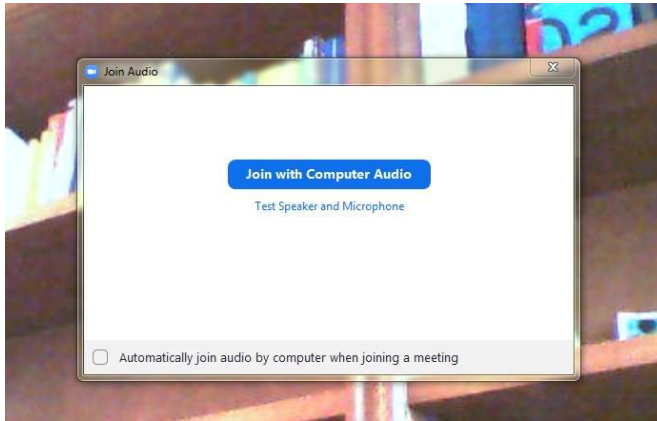 Join Audio
Join with Computer Audio
Test Speaker and Microphone
Automatically join audio by computer when joining a meeting